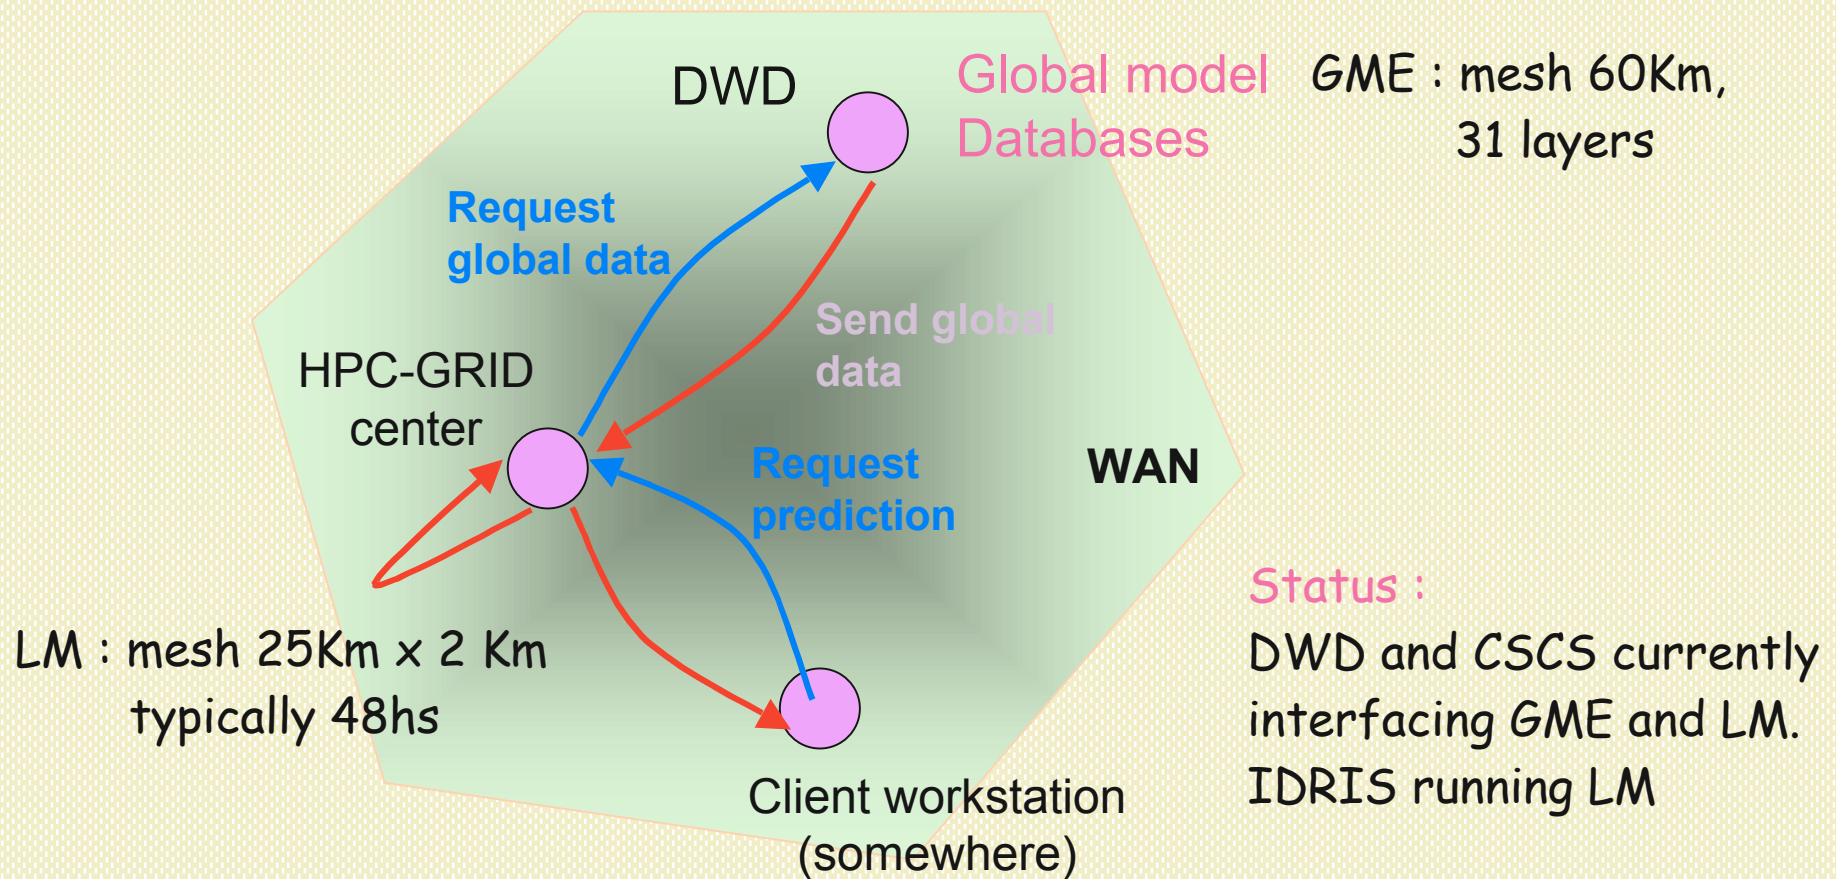 DWD
Global model
Databases
GME : mesh 60Km,
31 layers
Request
global data
Send global
data
HPC-GRID
center
Request
prediction
WAN
LM : mesh 25Km x 2 Km
typically 48hs
Status :
DWD and CSCS currently
interfacing GME and LM.
IDRIS running LM
Client workstation
(somewhere)